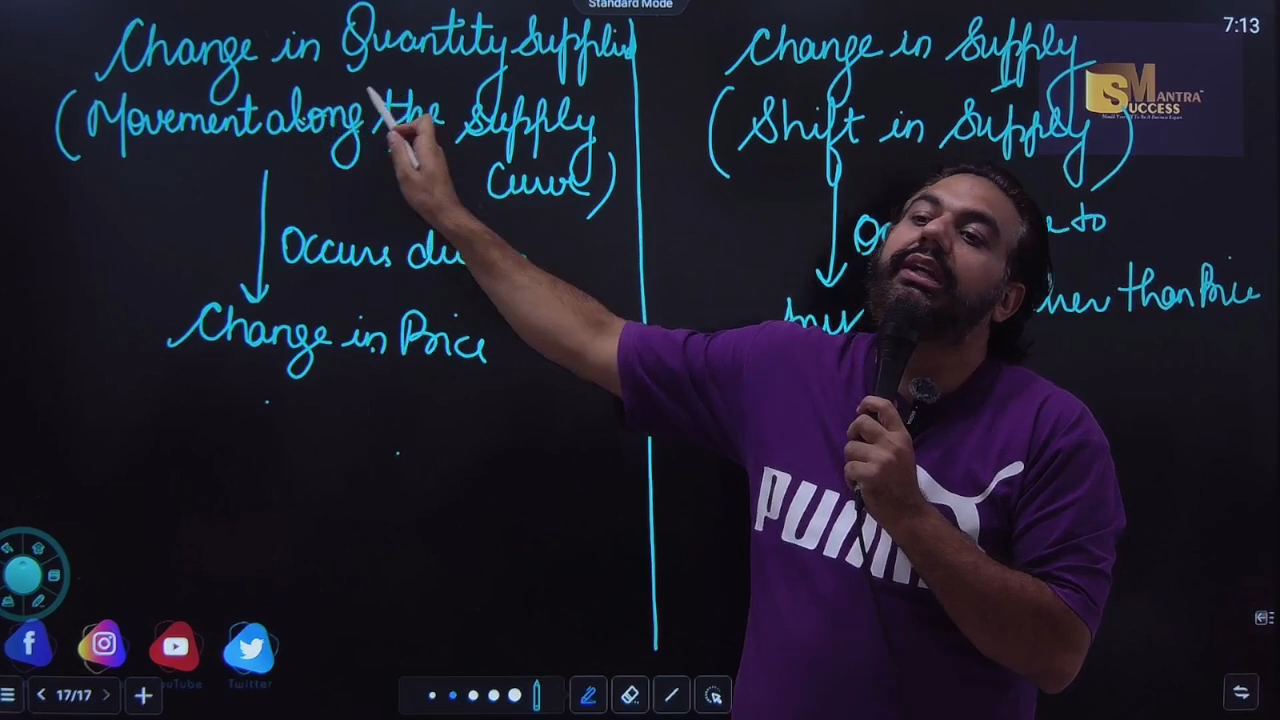 Standard Mode
7:13
Change in Quantity Supplied
(Movement along the Supply
Curve)
Occurs
Change in Price
Change in Supply
(Shift in Supply)
to
than Price
SUCCESS MANTRA
PUMA
YouTube
Twitter
17/17